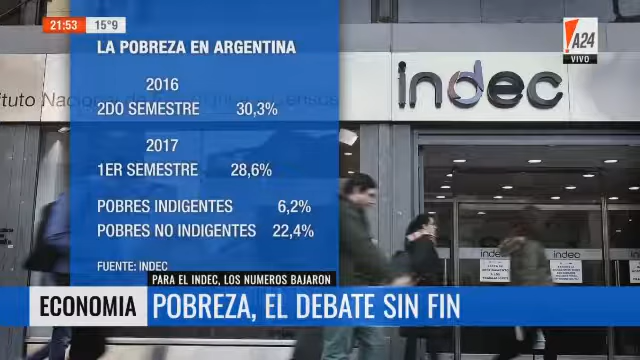 21:53 15°9
LA POBREZA EN ARGENTINA
A24
VIVO
indec
2016
2DO SEMESTRE 30,3%
2017
1ER SEMESTRE 28,6%
POBRES INDIGENTES 6,2%
POBRES NO INDIGENTES 22,4%
FUENTE: INDEC
indec
indec
PARA EL INDEC, LOS NUMEROS BAJARON
ECONOMIA
POBREZA, EL DEBATE SIN FIN